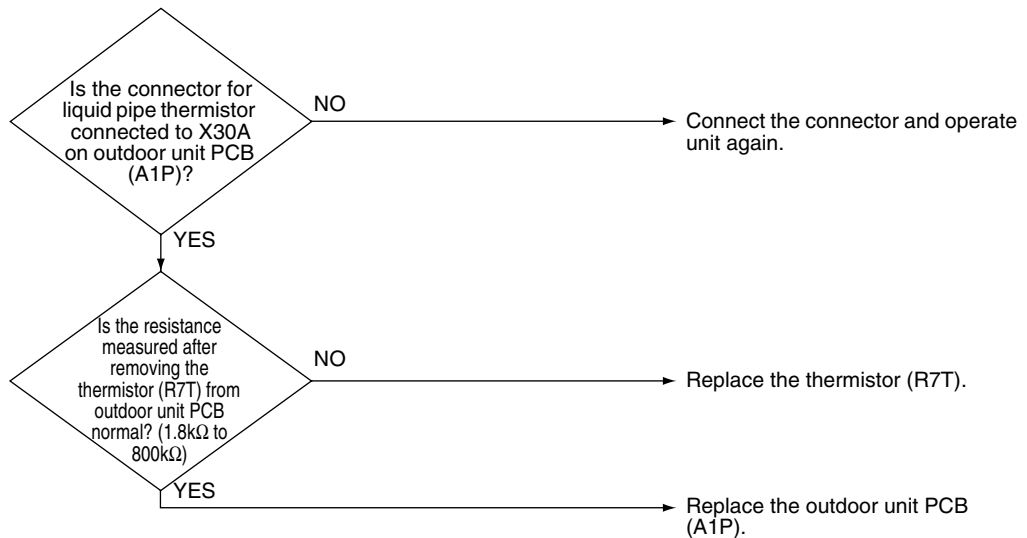 Is the connector for
liquid pipe thermistor
connected to X30A
on outdoor unit PCB
(A1P)?
NO
Connect the connector and operate
unit again.
YES
Is the resistance
measured after
removing the
thermistor (R7T) from
outdoor unit PCB
normal? (1.8kΩ to
800kΩ)
NO
Replace the thermistor (R7T).
YES
Replace the outdoor unit PCB
(A1P).